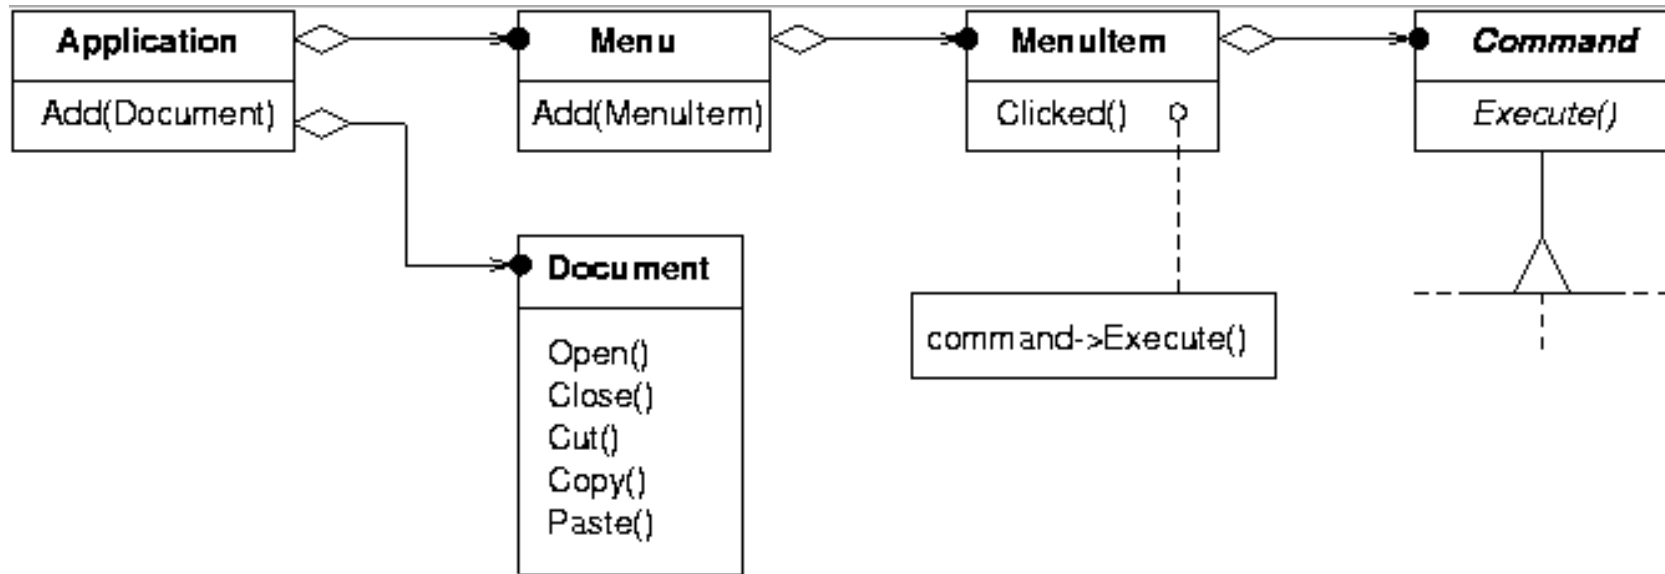 Application
Menu
MenuItem
Command
Add(Document)
Add(MenuItem)
Clicked()
Execute()
Document
Open()
Close()
Cut()
Copy()
Paste()
command->Execute()